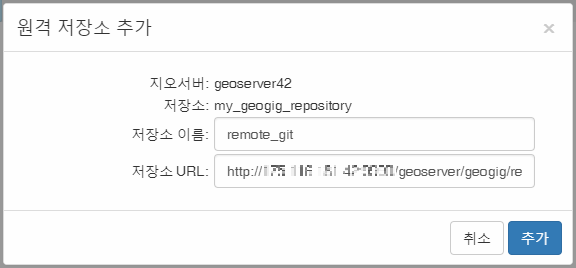 원격 저장소 추가 ×
지오서버: geoserver42
저장소: my_geogig_repository
저장소 이름: remote_git
저장소 URL: http:// /geoserver/geogig/re
취소 추가